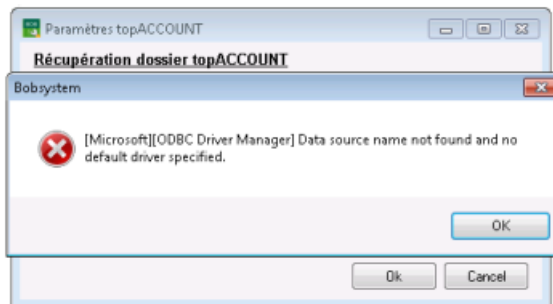 Paramètres topACCOUNT
Récupération dossier topACCOUNT
Bobsystem
[Microsoft][ODBC Driver Manager] Data source name not found and no
default driver specified.
OK
Ok
Cancel